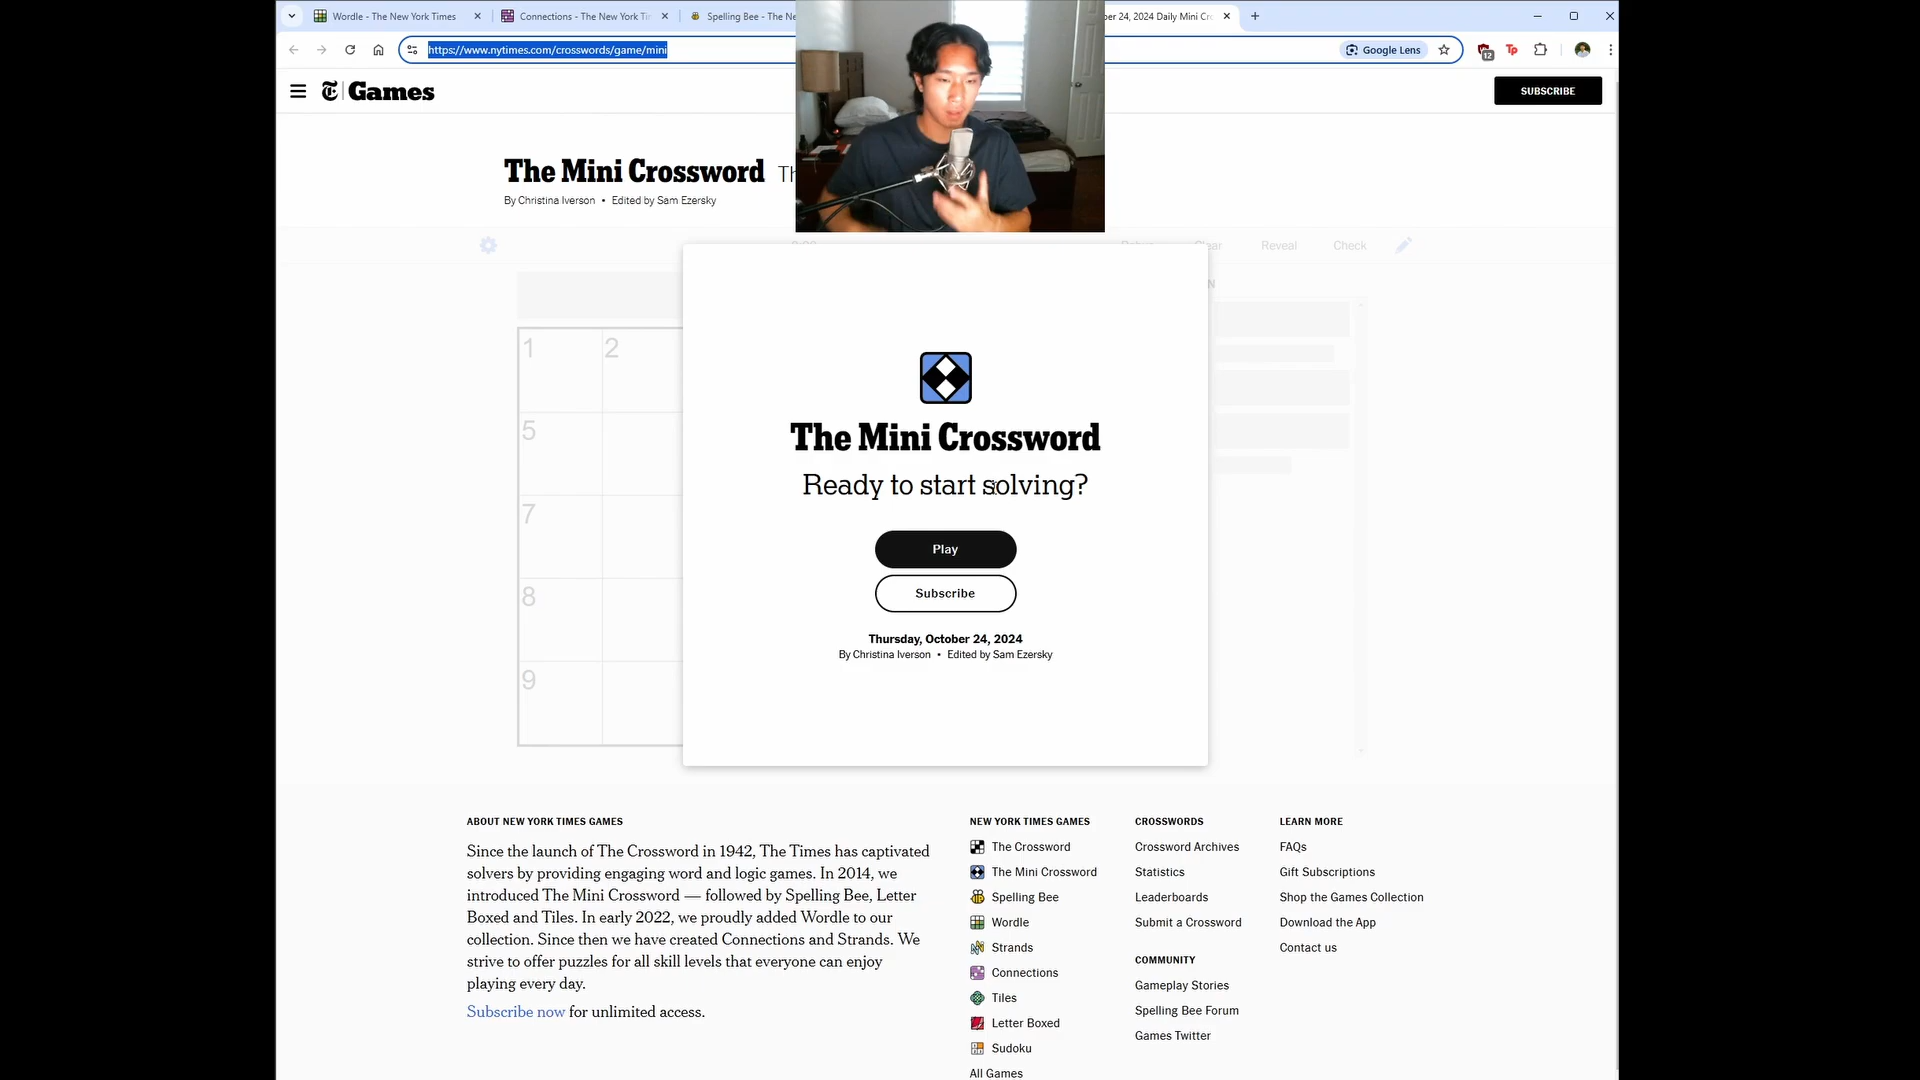 Wordle - The New York Times
Connections - The New York Tir
Spelling Bee - The Ne
ber 24, 2024 Daily Mini Cr
https://www.nytimes.com/crosswords/game/mini
Google Lens
12
Tp
Games
SUBSCRIBE
The Mini Crossword Th
By Christina Iverson • Edited by Sam Ezersky
Clear
Reveal
Check
1
2
5
7
8
9
The Mini Crossword
Ready to start solving?
Play
Subscribe
Thursday, October 24, 2024
By Christina Iverson • Edited by Sam Ezersky
ABOUT NEW YORK TIMES GAMES
Since the launch of The Crossword in 1942, The Times has captivated
solvers by providing engaging word and logic games. In 2014, we
introduced The Mini Crossword — followed by Spelling Bee, Letter
Boxed and Tiles. In early 2022, we proudly added Wordle to our
collection. Since then we have created Connections and Strands. We
strive to offer puzzles for all skill levels that everyone can enjoy
playing every day.
Subscribe now for unlimited access.
NEW YORK TIMES GAMES
The Crossword
The Mini Crossword
Spelling Bee
Wordle
Strands
Connections
Tiles
Letter Boxed
Sudoku
All Games
CROSSWORDS
Crossword Archives
Statistics
Leaderboards
Submit a Crossword
COMMUNITY
Gameplay Stories
Spelling Bee Forum
Games Twitter
LEARN MORE
FAQs
Gift Subscriptions
Shop the Games Collection
Download the App
Contact us